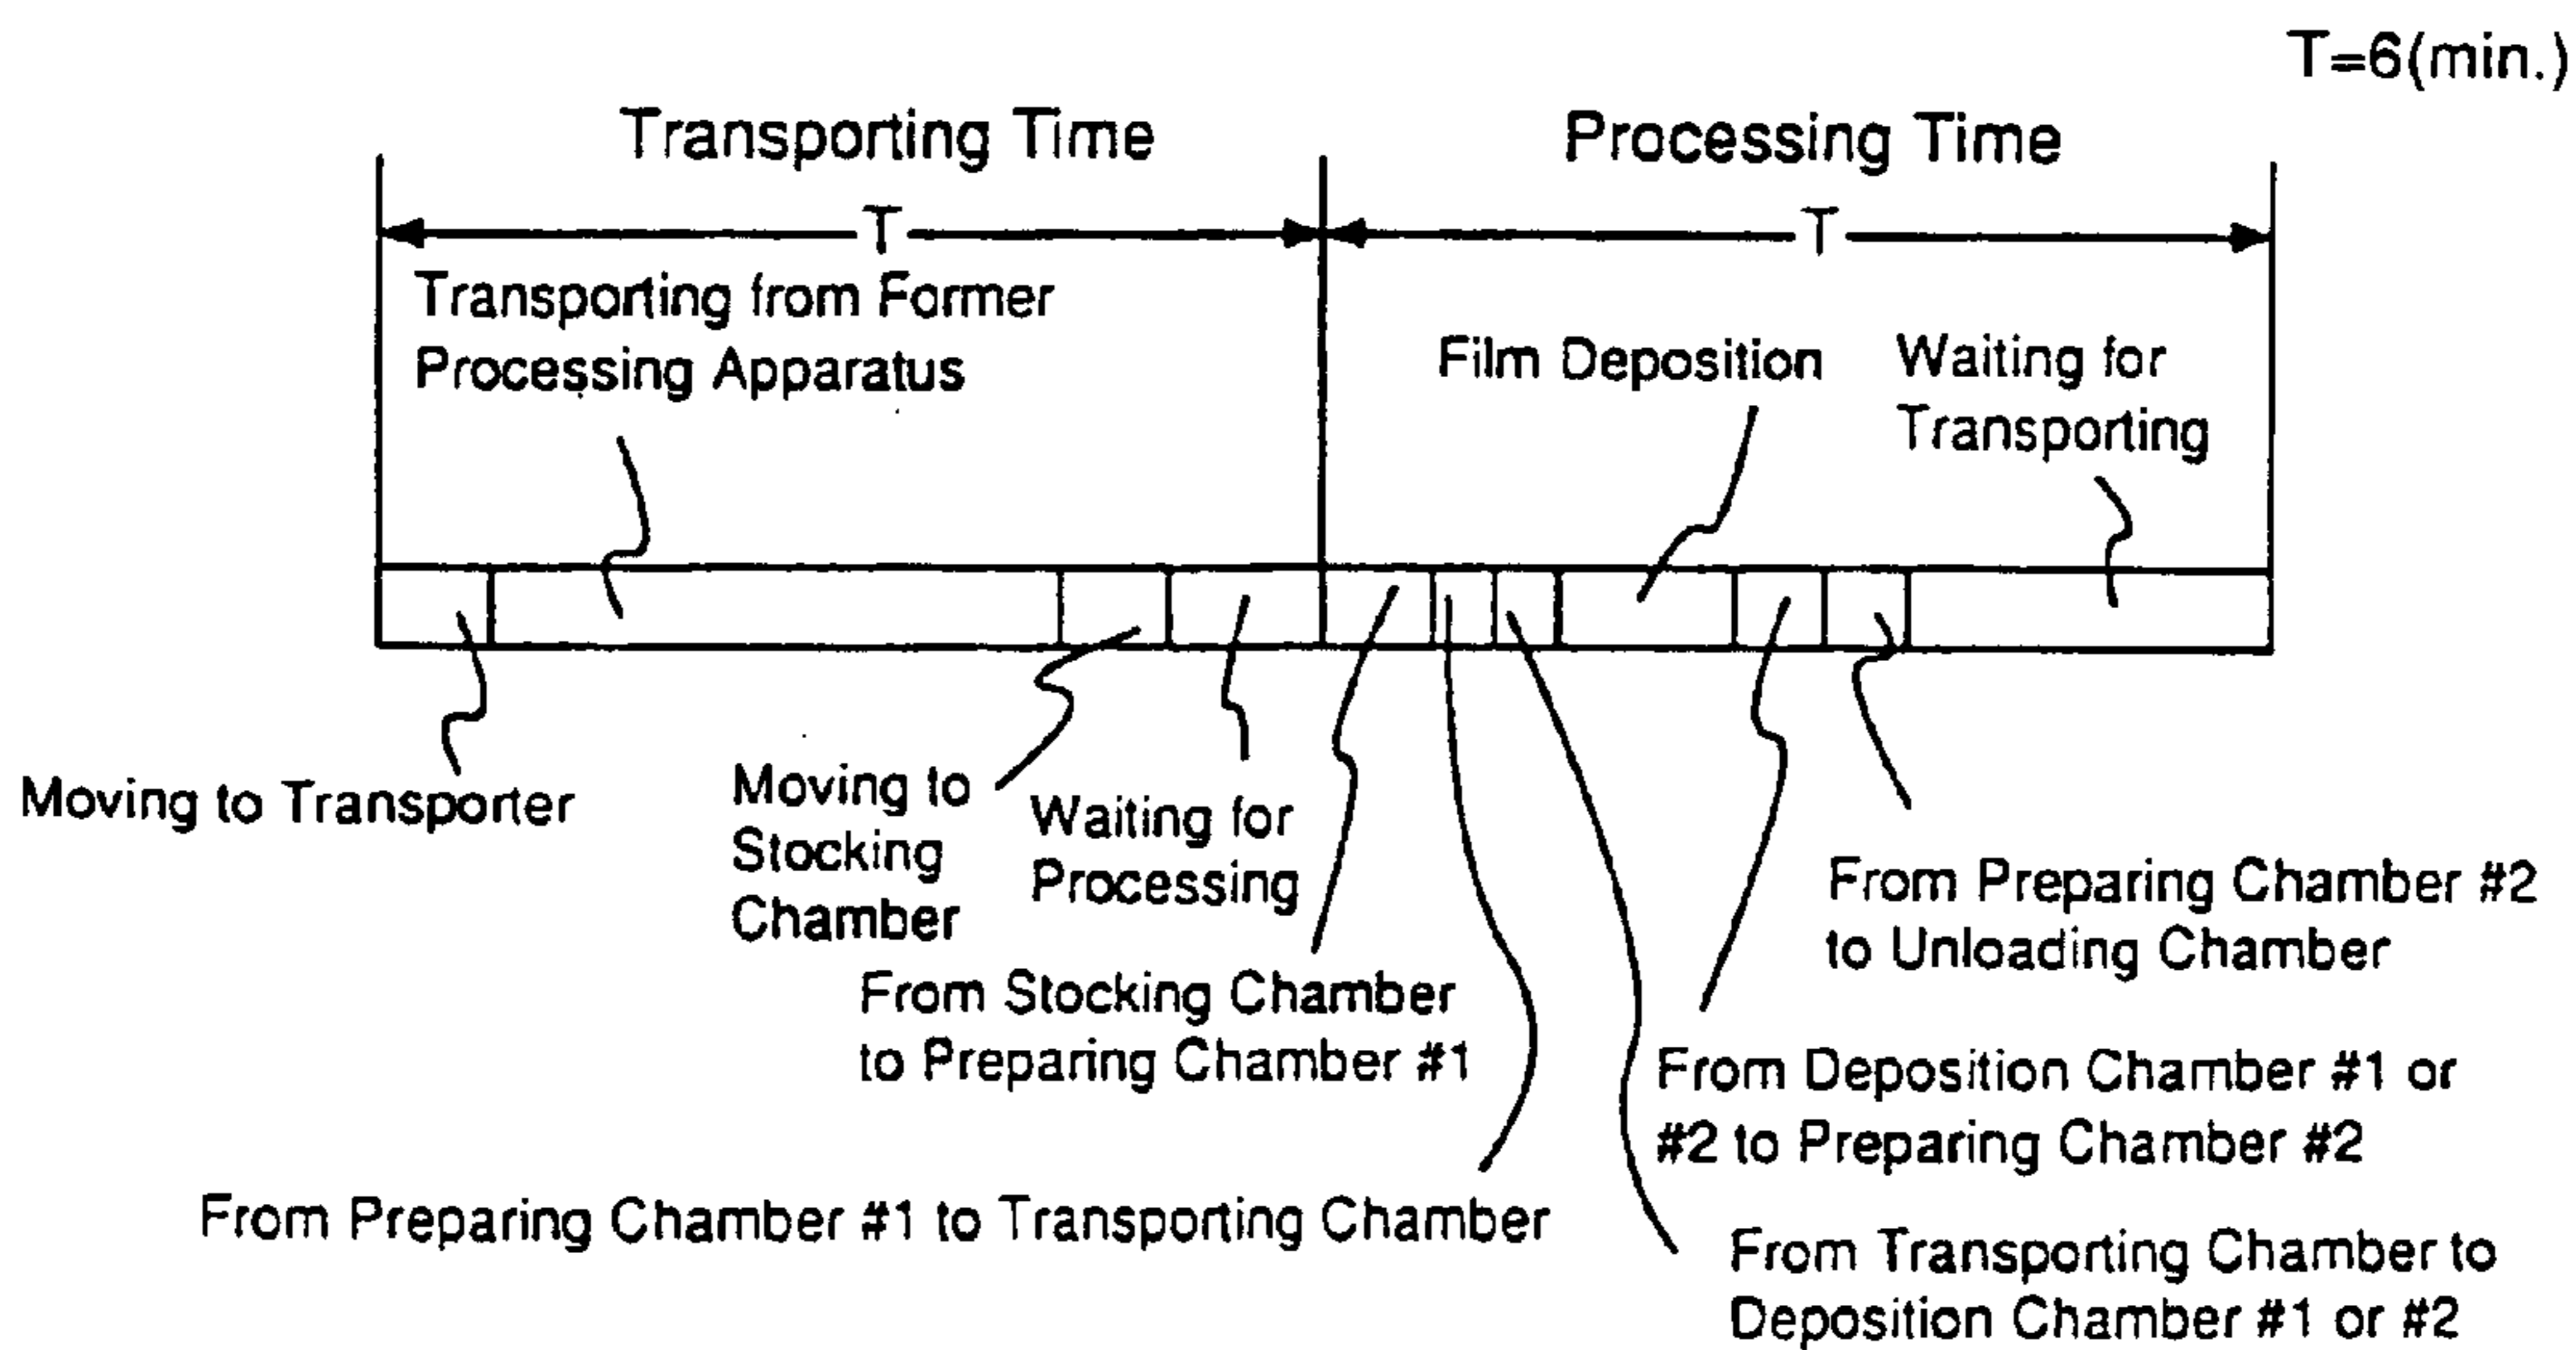 T=6(min.)
Transporting Time
Processing Time
T
T
Transporting from Former
Processing Apparatus
Film Deposition
Waiting for
Transporting
Moving to Transporter
Moving to
Stocking
Chamber
Waiting for
Processing
From Stocking Chamber
to Preparing Chamber #1
From Preparing Chamber #1 to Transporting Chamber
From Preparing Chamber #2
to Unloading Chamber
From Deposition Chamber #1 or
#2 to Preparing Chamber #2
From Transporting Chamber to
Deposition Chamber #1 or #2